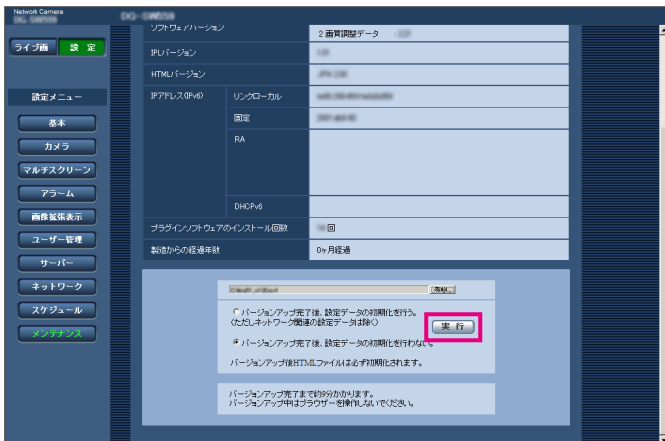 Network Camera
DG-SW559
DG-SW559
ライブ画 設 定
ソフトウェアバージョン 2 画質調整データ :
IPLバージョン
HTMLバージョン
設定メニュー
IPアドレス(IPv6) リンクローカル
基本
固定
カメラ
RA
マルチスクリーン
アラーム
DHCPv6
画像拡張表示
プラグインソフトウェアのインストール回数 回
ユーザー管理
製造からの経過年数 0ヶ月経過
サーバー
ネットワーク
参照...
スケジュール
バージョンアップ完了後、設定データの初期化を行う。
(ただしネットワーク関連の設定データは除く)
実 行
メンテナンス
バージョンアップ完了後、設定データの初期化を行わない。
バージョンアップ後HTMLファイルは必ず初期化されます。
バージョンアップ完了まで約9分かかります。
バージョンアップ中はブラウザーを操作しないでください。